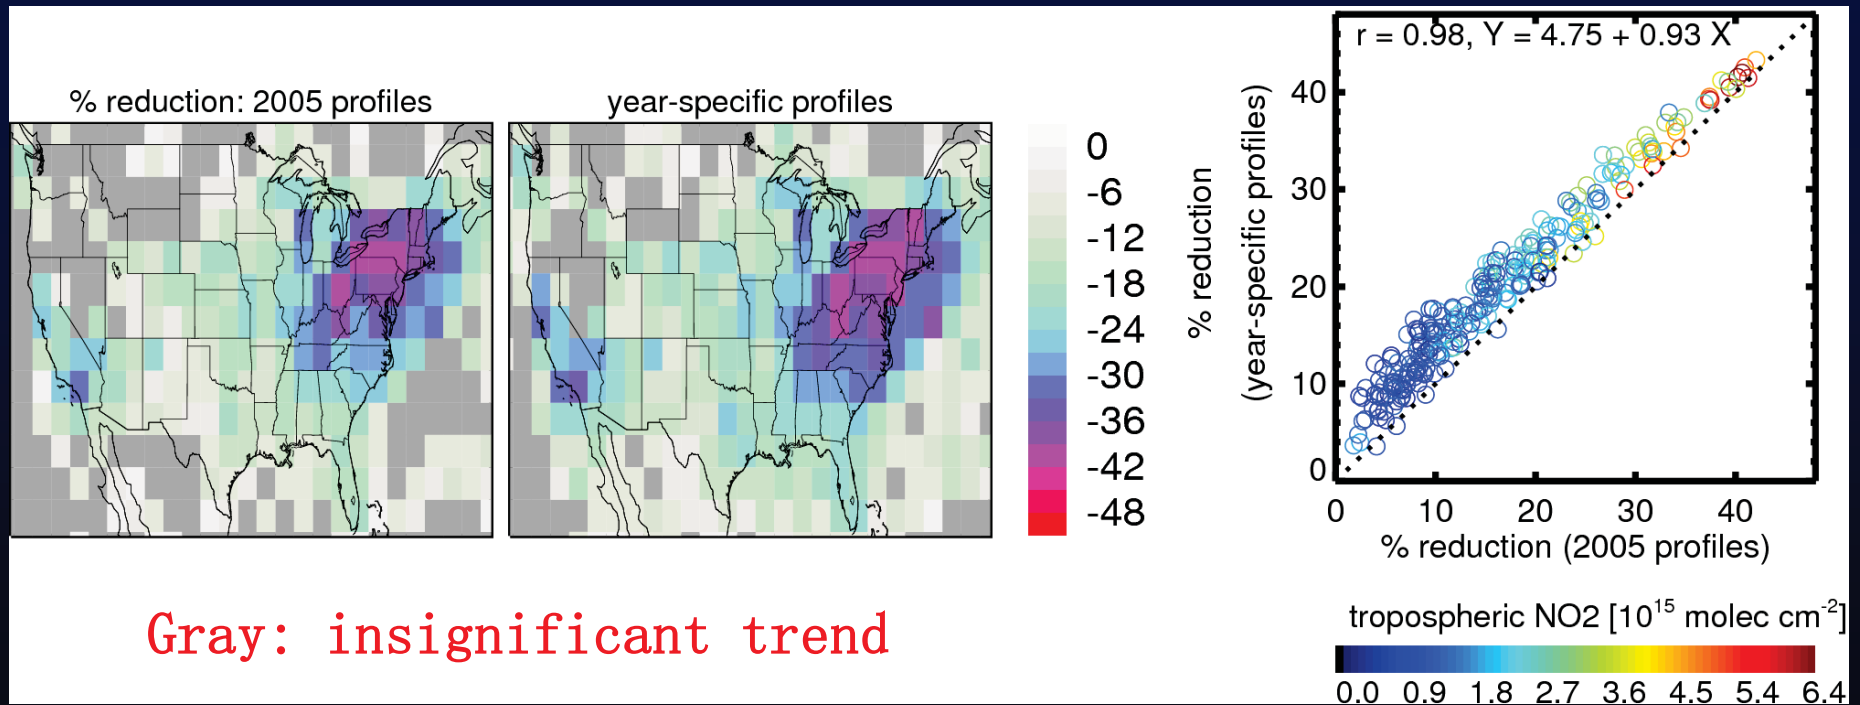 % reduction: 2005 profiles
year-specific profiles
0
-6
-12
-18
-24
-30
-36
-42
-48
% reduction
Gray: insignificant trend
r = 0.98, Y = 4.75 + 0.93 X
% reduction
(year-specific profiles)
40
30
20
10
0
0 10 20 30 40
% reduction (2005 profiles)
tropospheric NO2 [10¹⁵ molec cm⁻²]
0.0 0.9 1.8 2.7 3.6 4.5 5.4 6.4